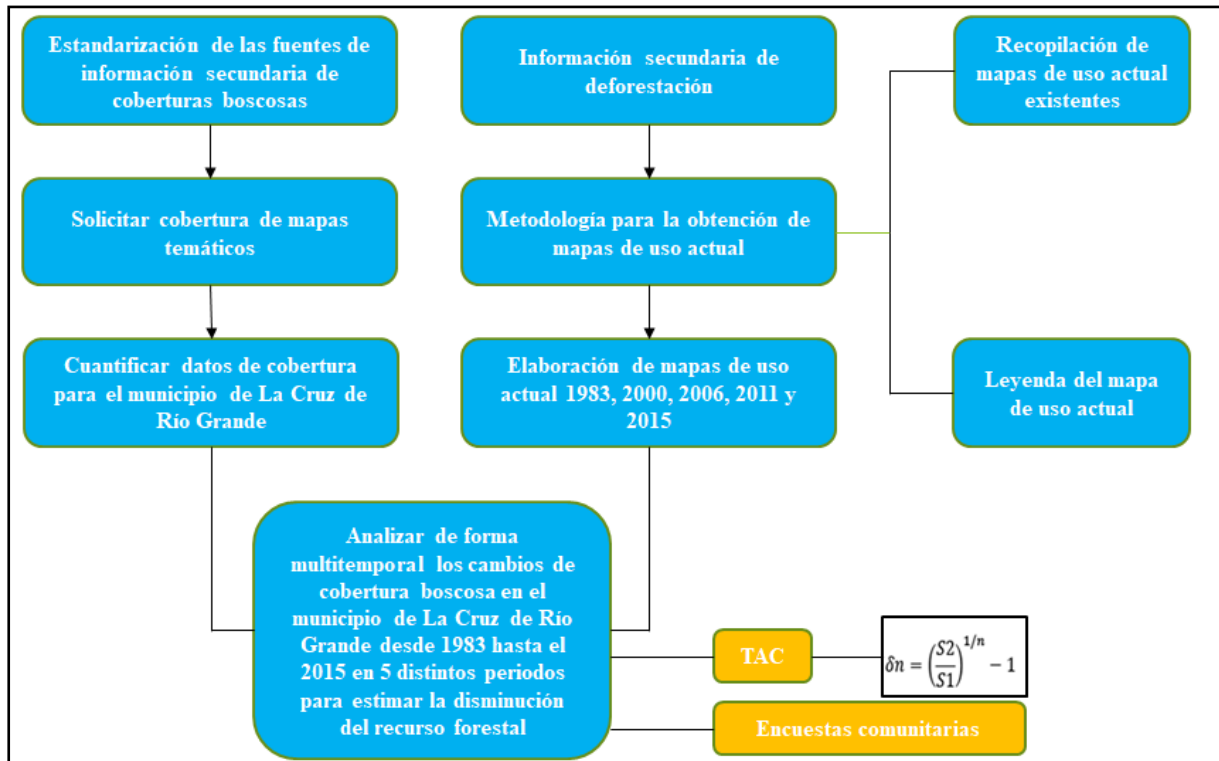 Estandarización de las fuentes de
información secundaria de
coberturas boscosas
Información secundaria de
deforestación
Recopilación de
mapas de uso actual
existentes
Solicitar cobertura de mapas
temáticos
Metodología para la obtención de
mapas de uso actual
Cuantificar datos de cobertura
para el municipio de La Cruz de
Río Grande
Elaboración de mapas de uso
actual 1983, 2000, 2006, 2011 y
2015
Leyenda del mapa
de uso actual
Analizar de forma
multitemporal los cambios de
cobertura boscosa en el
municipio de La Cruz de Río
Grande desde 1983 hasta el
2015 en 5 distintos periodos
para estimar la disminución
del recurso forestal
TAC
δn = (S2/S1)^1/n − 1
Encuestas comunitarias